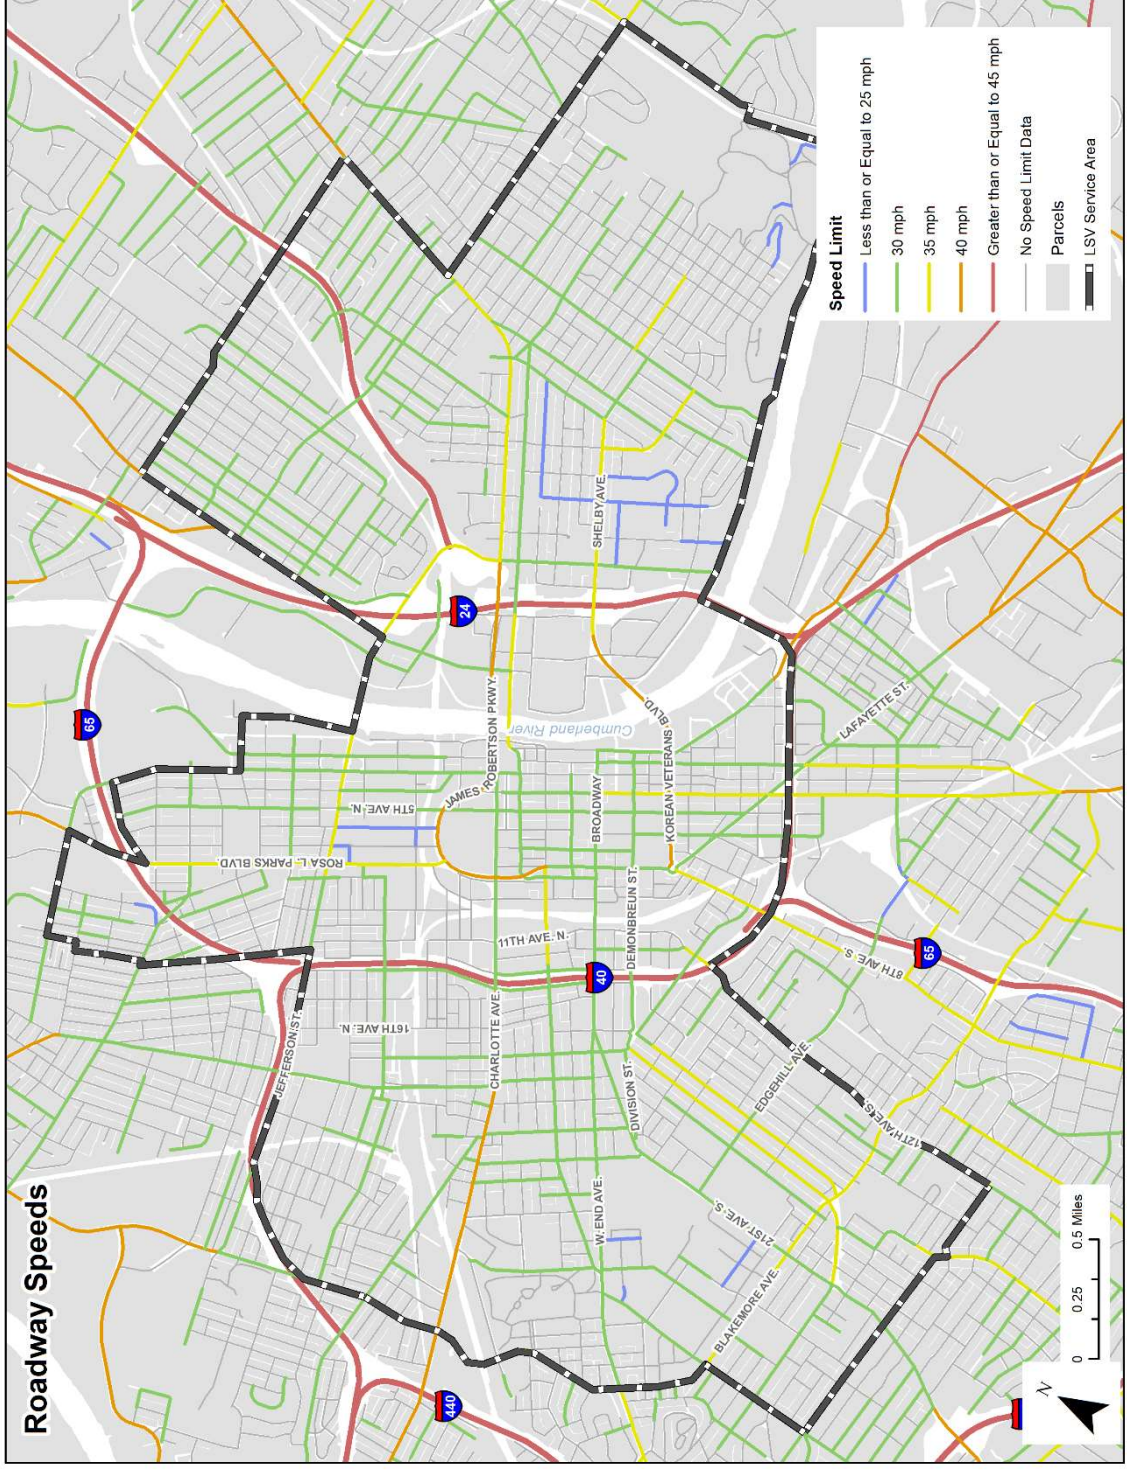 Roadway Speeds
Speed Limit
Less than or Equal to 25 mph
30 mph
35 mph
40 mph
Greater than or Equal to 45 mph
No Speed Limit Data
Parcels
LSV Service Area
65
24
40
65
440
JEFFERSON ST.
16TH AVE. N.
ROSA L. PARKS BLVD.
5TH AVE. N.
JAMES ROBERTSON PKWY.
11TH AVE. N.
CHARLOTTE AVE.
BROADWAY
DEMONBREUN ST.
DIVISION ST.
W. END AVE.
SHELBY AVE.
KOREAN VETERANS BLVD.
Cumberland River
LAFAYETTE ST.
8TH AVE. S.
EDGEHILL AVE.
12TH AVE. S.
21ST AVE. S.
BLAKEMORE AVE.
N
0 0.25 0.5 Miles